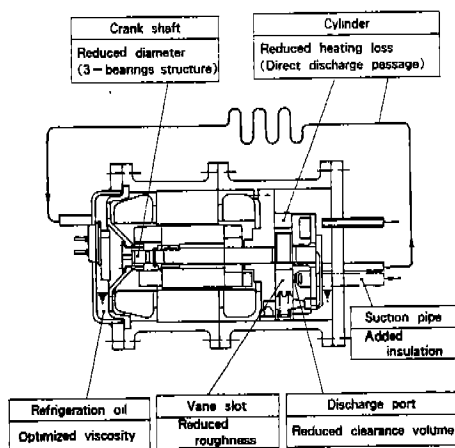 Crank shaft
Reduced diameter
(3-bearings structure)
Cylinder
Reduced heating loss
(Direct discharge passage)
Suction pipe
Added
insulation
Refrigeration oil
Optimized viscosity
Vane slot
Reduced
roughness
Discharge port
Reduced clearance volume